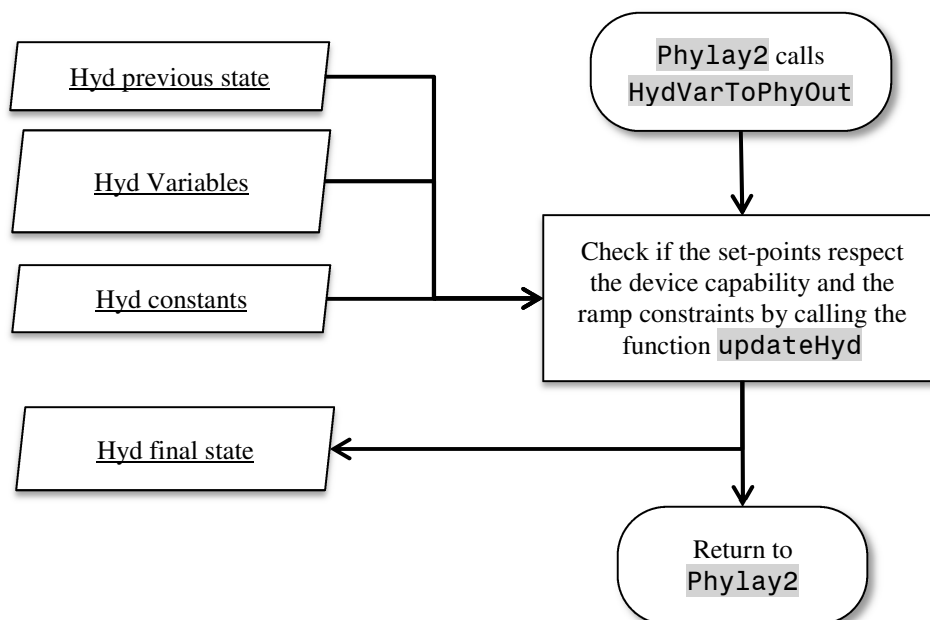 Hyd previous state
Hyd Variables
Hyd constants
Hyd final state
Phylay2 calls
HydVarToPhyOut
Check if the set-points respect
the device capability and the
ramp constraints by calling the
function updateHyd
Return to
Phylay2